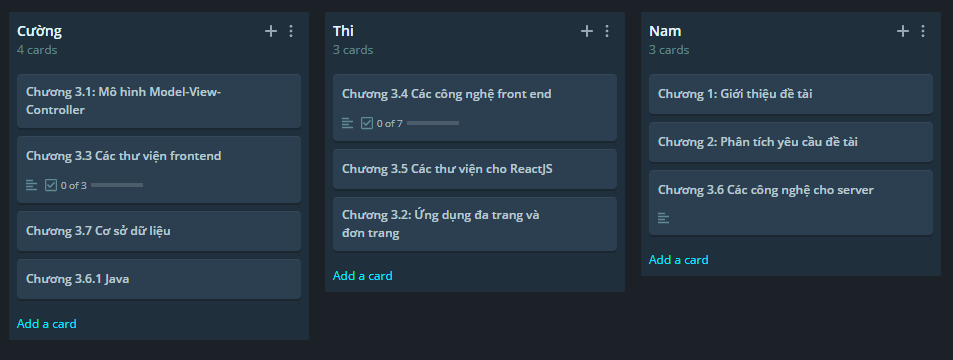 Cường
4 cards
Chương 3.1: Mô hình Model-View-
Controller
Chương 3.3 Các thư viện frontend
0 of 3
Chương 3.7 Cơ sở dữ liệu
Chương 3.6.1 Java
Add a card
Thi
3 cards
Chương 3.4 Các công nghệ front end
0 of 7
Chương 3.5 Các thư viện cho ReactJS
Chương 3.2: Ứng dụng đa trang và
đơn trang
Add a card
Nam
3 cards
Chương 1: Giới thiệu đề tài
Chương 2: Phân tích yêu cầu đề tài
Chương 3.6 Các công nghệ cho server
Add a card